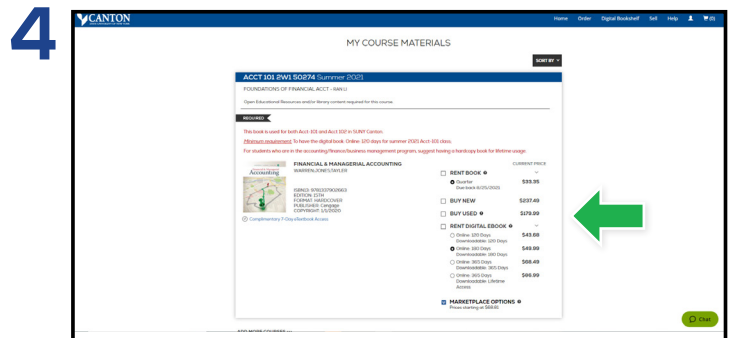 4
CANTON
Home Order Digital Bookshelf Sell Help (0)
MY COURSE MATERIALS
SORT BY
ACCT 101 2W1 50274 Summer 2021
FOUNDATIONS OF FINANCIAL ACCT - RAN LI
Open Educational Resources and/or library content required for this course.
REQUIRED
This book is used for both Acct-101 and Acct 102 in SUNY Canton.
Minimum requirement: To have the digital book: Online: 120 days for summer 2021 Acct-101 class;
For students who are in the accounting/finance/business management program, suggest having a hardcopy book for lifetime usage.
Accounting
FINANCIAL & MANAGERIAL ACCOUNTING
WARREN/JONES/TAYLER
EDITION: 15TH
FORMAT: HARDCOVER
PUBLISHER: Cengage
COPYRIGHT: 1/1/2020
Complimentary 7-Day eTextbook Access
CURRENT PRICE
RENT BOOK
Quarter $33.95
Due back 8/25/2021
BUY NEW $237.49
BUY USED $179.99
RENT DIGITAL EBOOK
Online: 120 Days $43.68
Downloadable: 120 Days
Online: 180 Days $49.99
Downloadable: 180 Days
Online: 365 Days $68.49
Downloadable: 365 Days
Online: 365 Days $86.99
Downloadable: Lifetime
Access
MARKETPLACE OPTIONS
Prices starting at $69.81
Chat